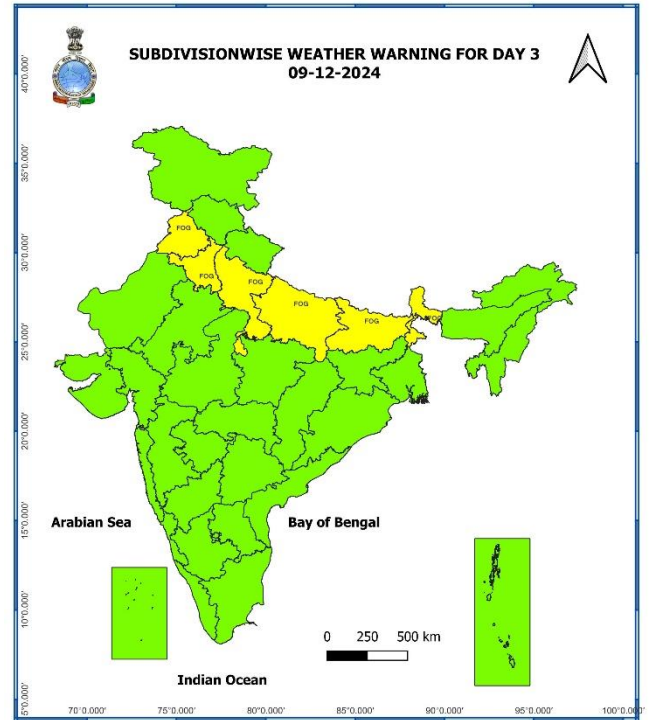 SUBDIVISIONWISE WEATHER WARNING FOR DAY 3
09-12-2024
40°0.000'
35°0.000'
30°0.000'
25°0.000'
20°0.000'
15°0.000'
10°0.000'
5°0.000'
FOG
FOG
FOG
FOG
FOG
FOG
Arabian Sea
Bay of Bengal
0 250 500 km
Indian Ocean
70°0.000' 75°0.000' 80°0.000' 85°0.000' 90°0.000' 95°0.000' 100°0.000'